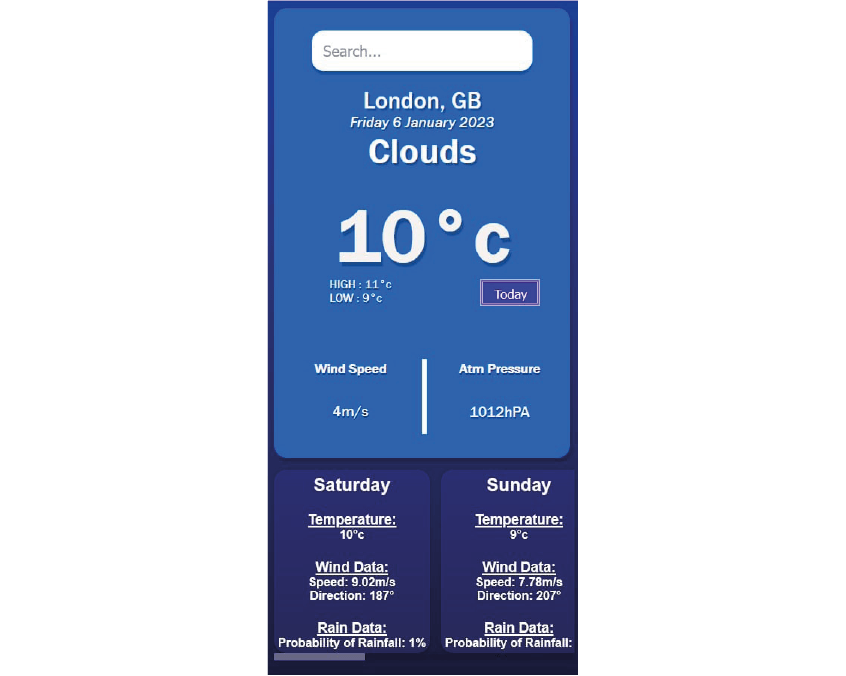 Search...
London, GB
Friday 6 January 2023
Clouds
10°c
HIGH : 11°c
LOW : 9°c
Today
Wind Speed
4m/s
Atm Pressure
1012hPA
Saturday
Temperature:
10°c
Wind Data:
Speed: 9.02m/s
Direction: 187°
Rain Data:
Probability of Rainfall: 1%
Sunday
Temperature:
9°c
Wind Data:
Speed: 7.78m/s
Direction: 207°
Rain Data:
Probability of Rainfall: